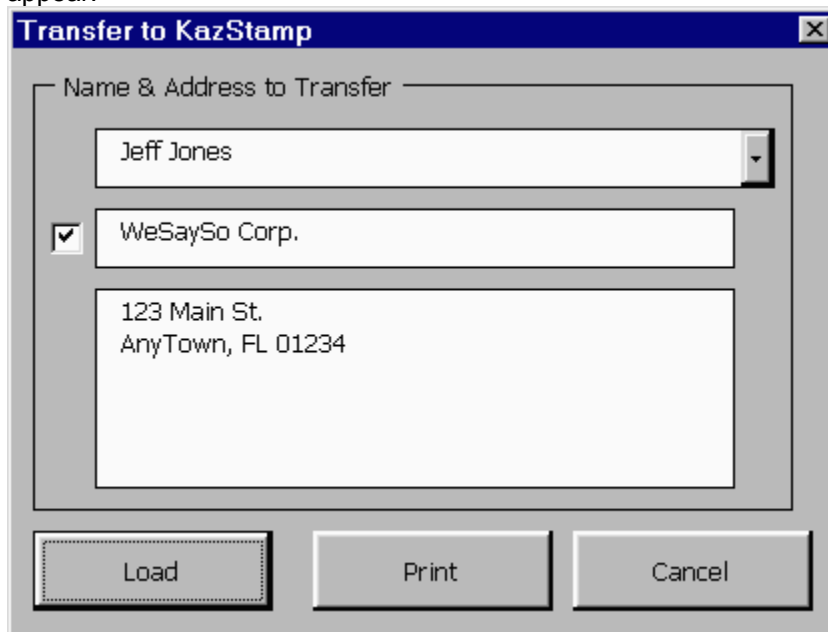 appear.
Transfer to KazStamp
Name & Address to Transfer
Jeff Jones
WeSaySo Corp.
123 Main St.
AnyTown, FL 01234
Load
Print
Cancel